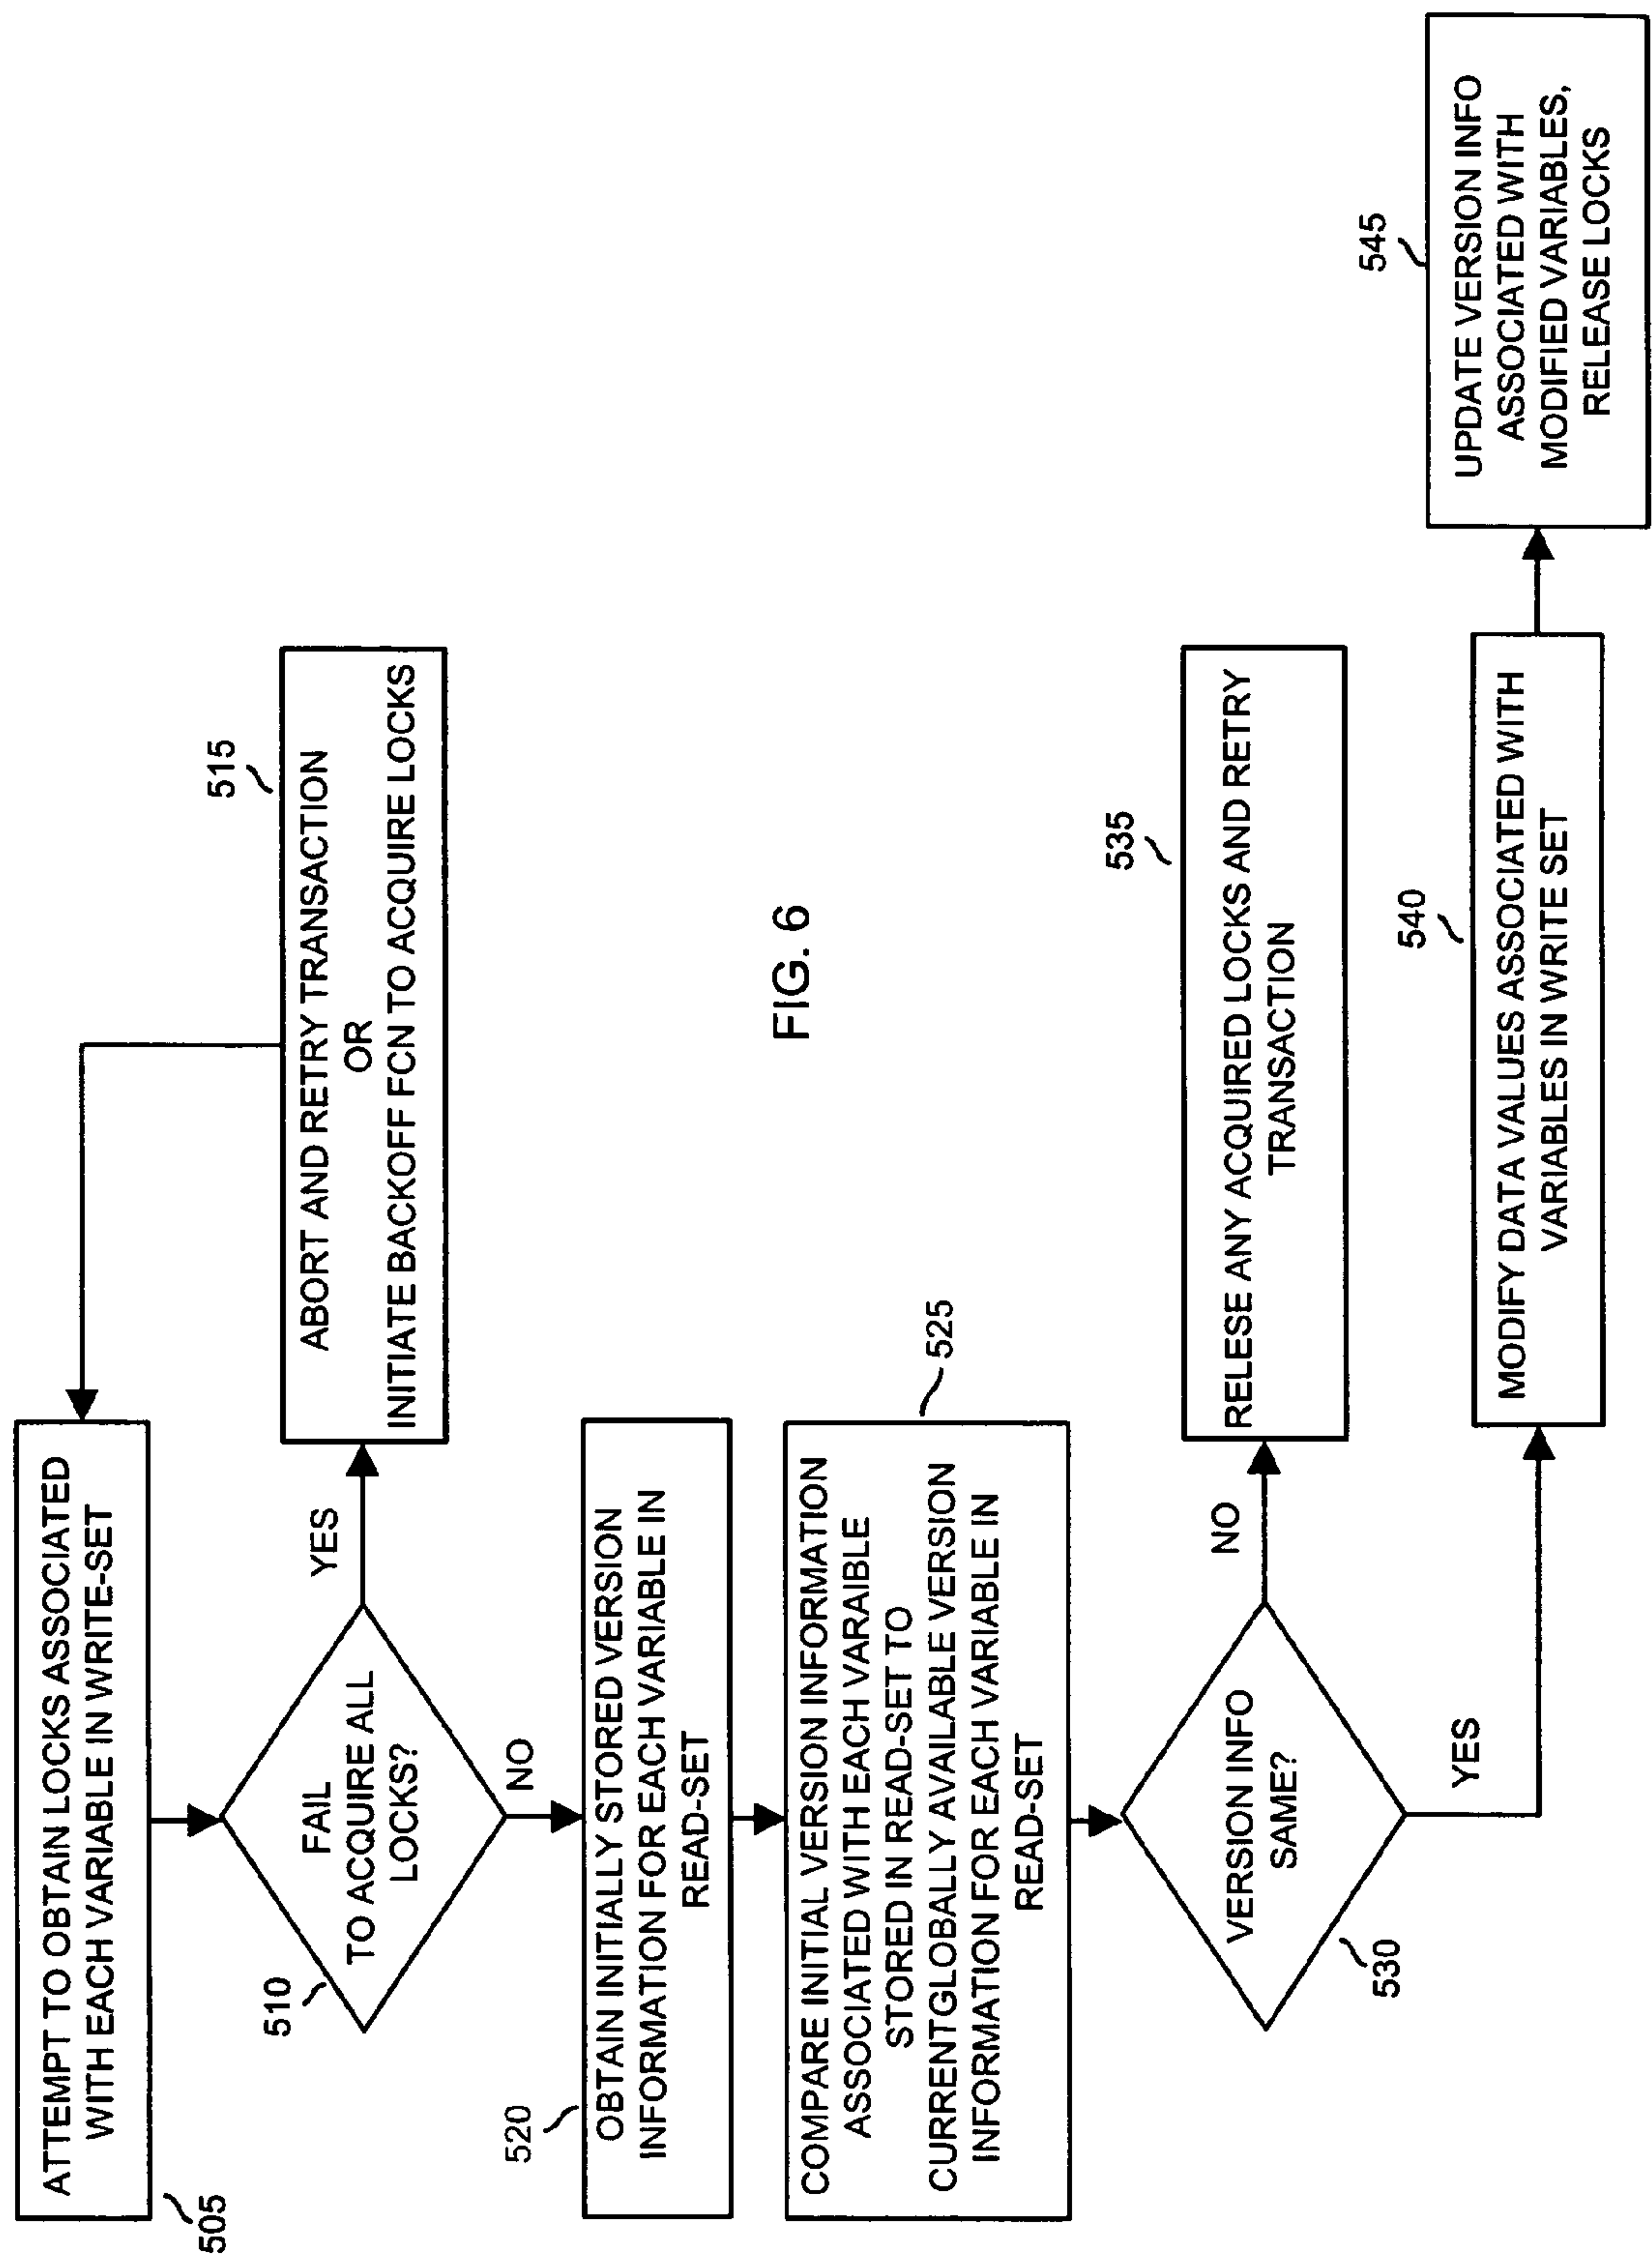 ATTEMPT TO OBTAIN LOCKS ASSOCIATED
WITH EACH VARIABLE IN WRITE-SET
505
FAIL
TO ACQUIRE ALL
LOCKS?
510
YES
NO
515
ABORT AND RETRY TRANSACTION
OR
INITIATE BACKOFF FCN TO ACQUIRE LOCKS
520
OBTAIN INITIALLY STORED VERSION
INFORMATION FOR EACH VARIABLE IN
READ-SET
FIG. 6
525
COMPARE INITIAL VERSION INFORMATION
ASSOCIATED WITH EACH VARAIBLE
STORED IN READ-SET TO
CURRENTGLOBALLY AVAILABLE VERSION
INFORMATION FOR EACH VARIABLE IN
READ-SET
VERSION INFO
SAME?
530
NO
YES
535
RELESE ANY ACQUIRED LOCKS AND RETRY
TRANSACTION
540
MODIFY DATA VALUES ASSOCIATED WITH
VARIABLES IN WRITE SET
545
UPDATE VERSION INFO
ASSOCIATED WITH
MODIFIED VARIABLES,
RELEASE LOCKS